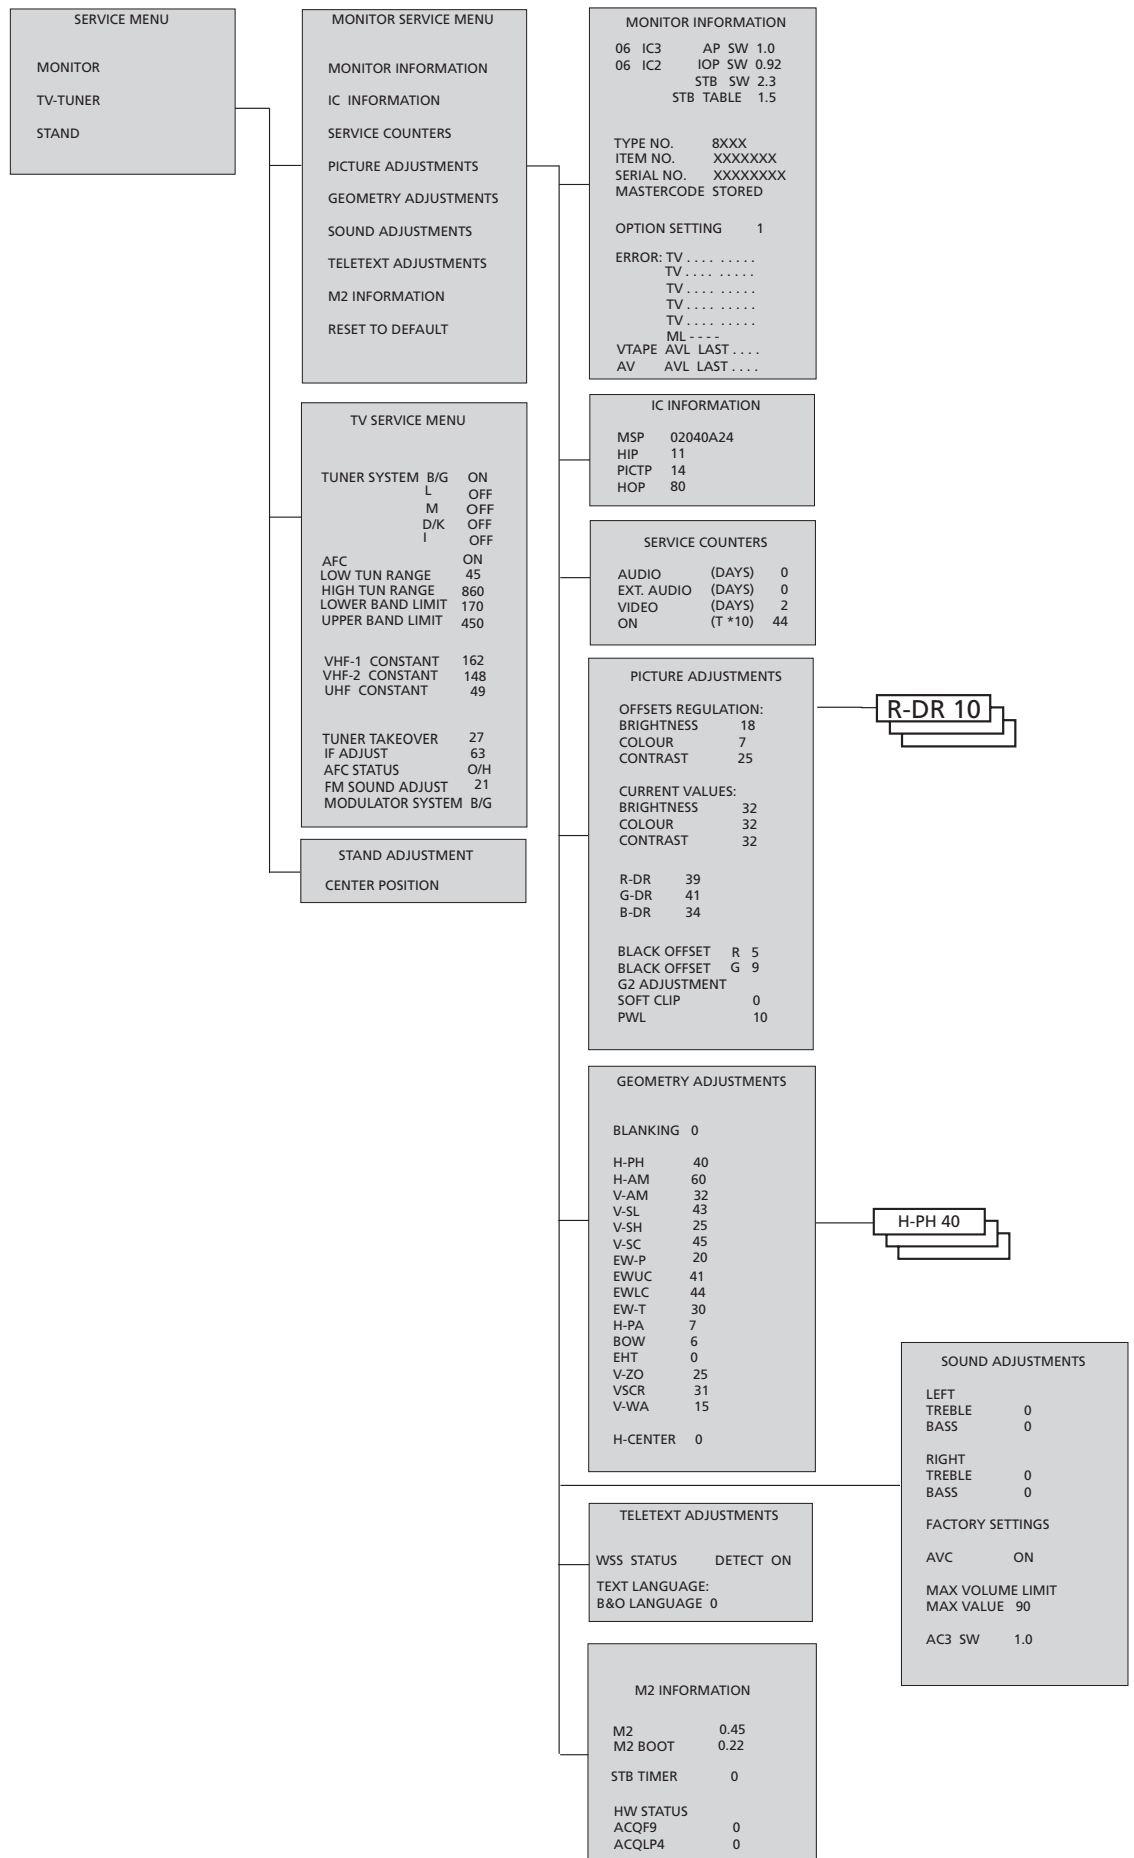 SERVICE MENU
MONITOR
TV-TUNER
STAND
MONITOR SERVICE MENU
MONITOR INFORMATION
IC INFORMATION
SERVICE COUNTERS
PICTURE ADJUSTMENTS
GEOMETRY ADJUSTMENTS
SOUND ADJUSTMENTS
TELETEXT ADJUSTMENTS
M2 INFORMATION
RESET TO DEFAULT
TV SERVICE MENU
TUNER SYSTEM B/G ON
L OFF
M OFF
D/K OFF
I OFF
AFC ON
LOW TUN RANGE 45
HIGH TUN RANGE 860
LOWER BAND LIMIT 170
UPPER BAND LIMIT 450
VHF-1 CONSTANT 162
VHF-2 CONSTANT 148
UHF CONSTANT 49
TUNER TAKEOVER 27
IF ADJUST 63
AFC STATUS O/H
FM SOUND ADJUST 21
MODULATOR SYSTEM B/G
STAND ADJUSTMENT
CENTER POSITION
MONITOR INFORMATION
06 IC3 AP SW 1.0
06 IC2 IOP SW 0.92
STB SW 2.3
STB TABLE 1.5
TYPE NO. 8XXX
ITEM NO. XXXXXXX
SERIAL NO. XXXXXXXX
MASTERCODE STORED
OPTION SETTING 1
ERROR: TV . . . . . . . . .
TV . . . . . . . . .
TV . . . . . . . . .
TV . . . . . . . . .
TV . . . . . . . . .
ML - - - -
VTAPE AVL LAST . . . .
AV AVL LAST . . . .
IC INFORMATION
MSP 02040A24
HIP 11
PICTP 14
HOP 80
SERVICE COUNTERS
AUDIO (DAYS) 0
EXT. AUDIO (DAYS) 0
VIDEO (DAYS) 2
ON (T *10) 44
PICTURE ADJUSTMENTS
OFFSETS REGULATION:
BRIGHTNESS 18
COLOUR 7
CONTRAST 25
CURRENT VALUES:
BRIGHTNESS 32
COLOUR 32
CONTRAST 32
R-DR 39
G-DR 41
B-DR 34
BLACK OFFSET R 5
BLACK OFFSET G 9
G2 ADJUSTMENT
SOFT CLIP 0
PWL 10
R-DR 10
GEOMETRY ADJUSTMENTS
BLANKING 0
H-PH 40
H-AM 60
V-AM 32
V-SL 43
V-SH 25
V-SC 45
EW-P 20
EWUC 41
EWLC 44
EW-T 30
H-PA 7
BOW 6
EHT 0
V-ZO 25
VSCR 31
V-WA 15
H-CENTER 0
H-PH 40
SOUND ADJUSTMENTS
LEFT
TREBLE 0
BASS 0
RIGHT
TREBLE 0
BASS 0
FACTORY SETTINGS
AVC ON
MAX VOLUME LIMIT
MAX VALUE 90
AC3 SW 1.0
TELETEXT ADJUSTMENTS
WSS STATUS DETECT ON
TEXT LANGUAGE:
B&O LANGUAGE 0
M2 INFORMATION
M2 0.45
M2 BOOT 0.22
STB TIMER 0
HW STATUS
ACQF9 0
ACQLP4 0